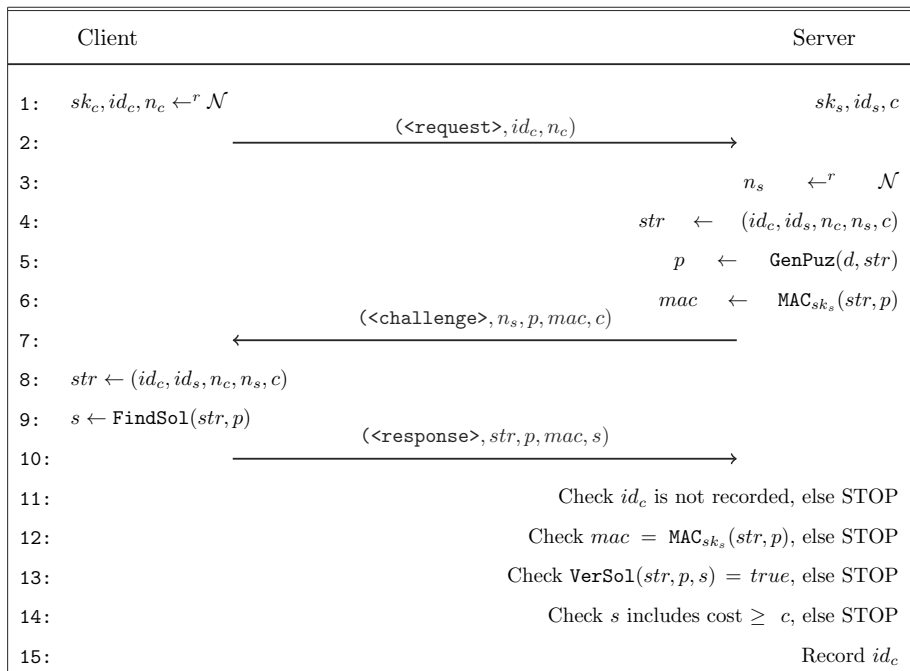 Client Server
1: sk_c, id_c, n_c ←^r 𝒩 sk_s, id_s, c
(<request>, id_c, n_c)
2:
3: n_s ←^r 𝒩
4: str ← (id_c, id_s, n_c, n_s, c)
5: p ← GenPuz(d, str)
6: mac ← MAC_{sk_s}(str, p)
(<challenge>, n_s, p, mac, c)
7:
8: str ← (id_c, id_s, n_c, n_s, c)
9: s ← FindSol(str, p)
(<response>, str, p, mac, s)
10:
11: Check id_c is not recorded, else STOP
12: Check mac = MAC_{sk_s}(str, p), else STOP
13: Check VerSol(str, p, s) = true, else STOP
14: Check s includes cost ≥ c, else STOP
15: Record id_c